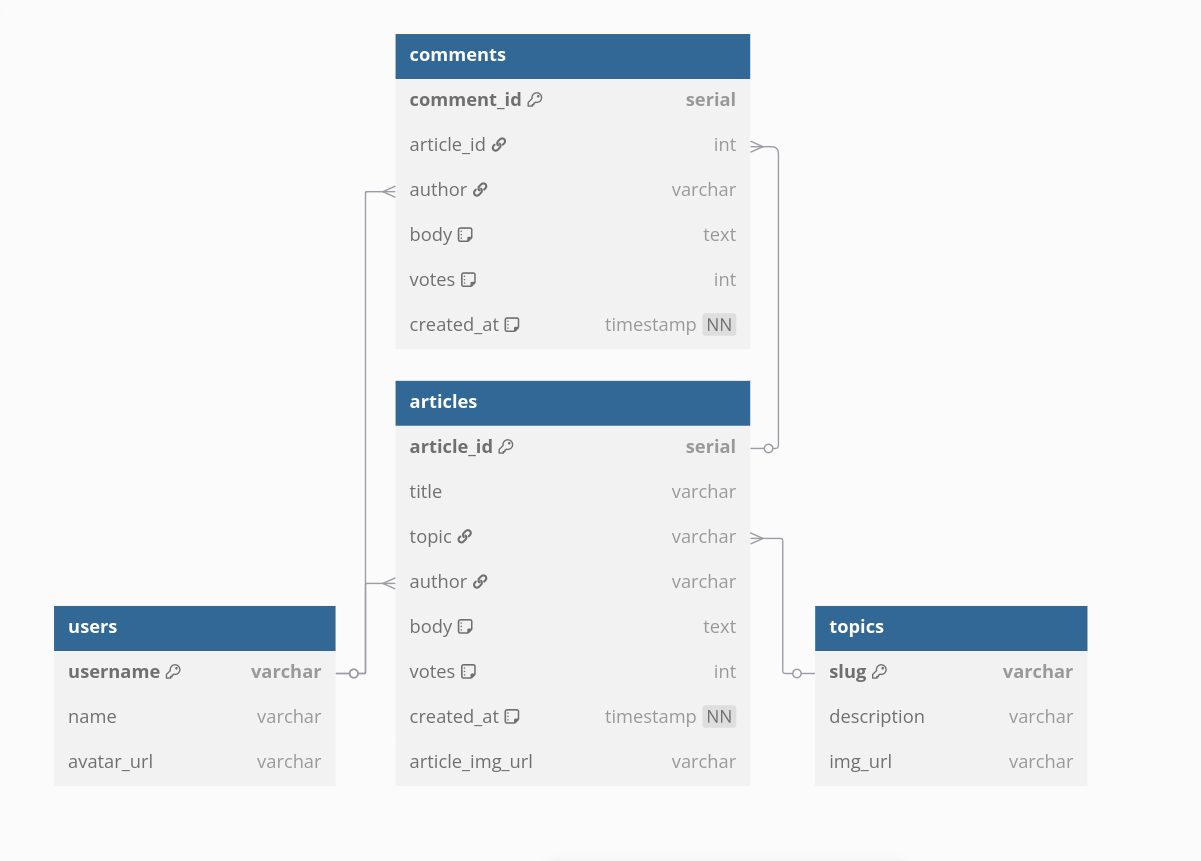 comments
comment_id serial
article_id int
author varchar
body text
votes int
created_at timestamp NN
articles
article_id serial
title varchar
topic varchar
author varchar
body text
votes int
created_at timestamp NN
article_img_url varchar
users
username varchar
name varchar
avatar_url varchar
topics
slug varchar
description varchar
img_url varchar